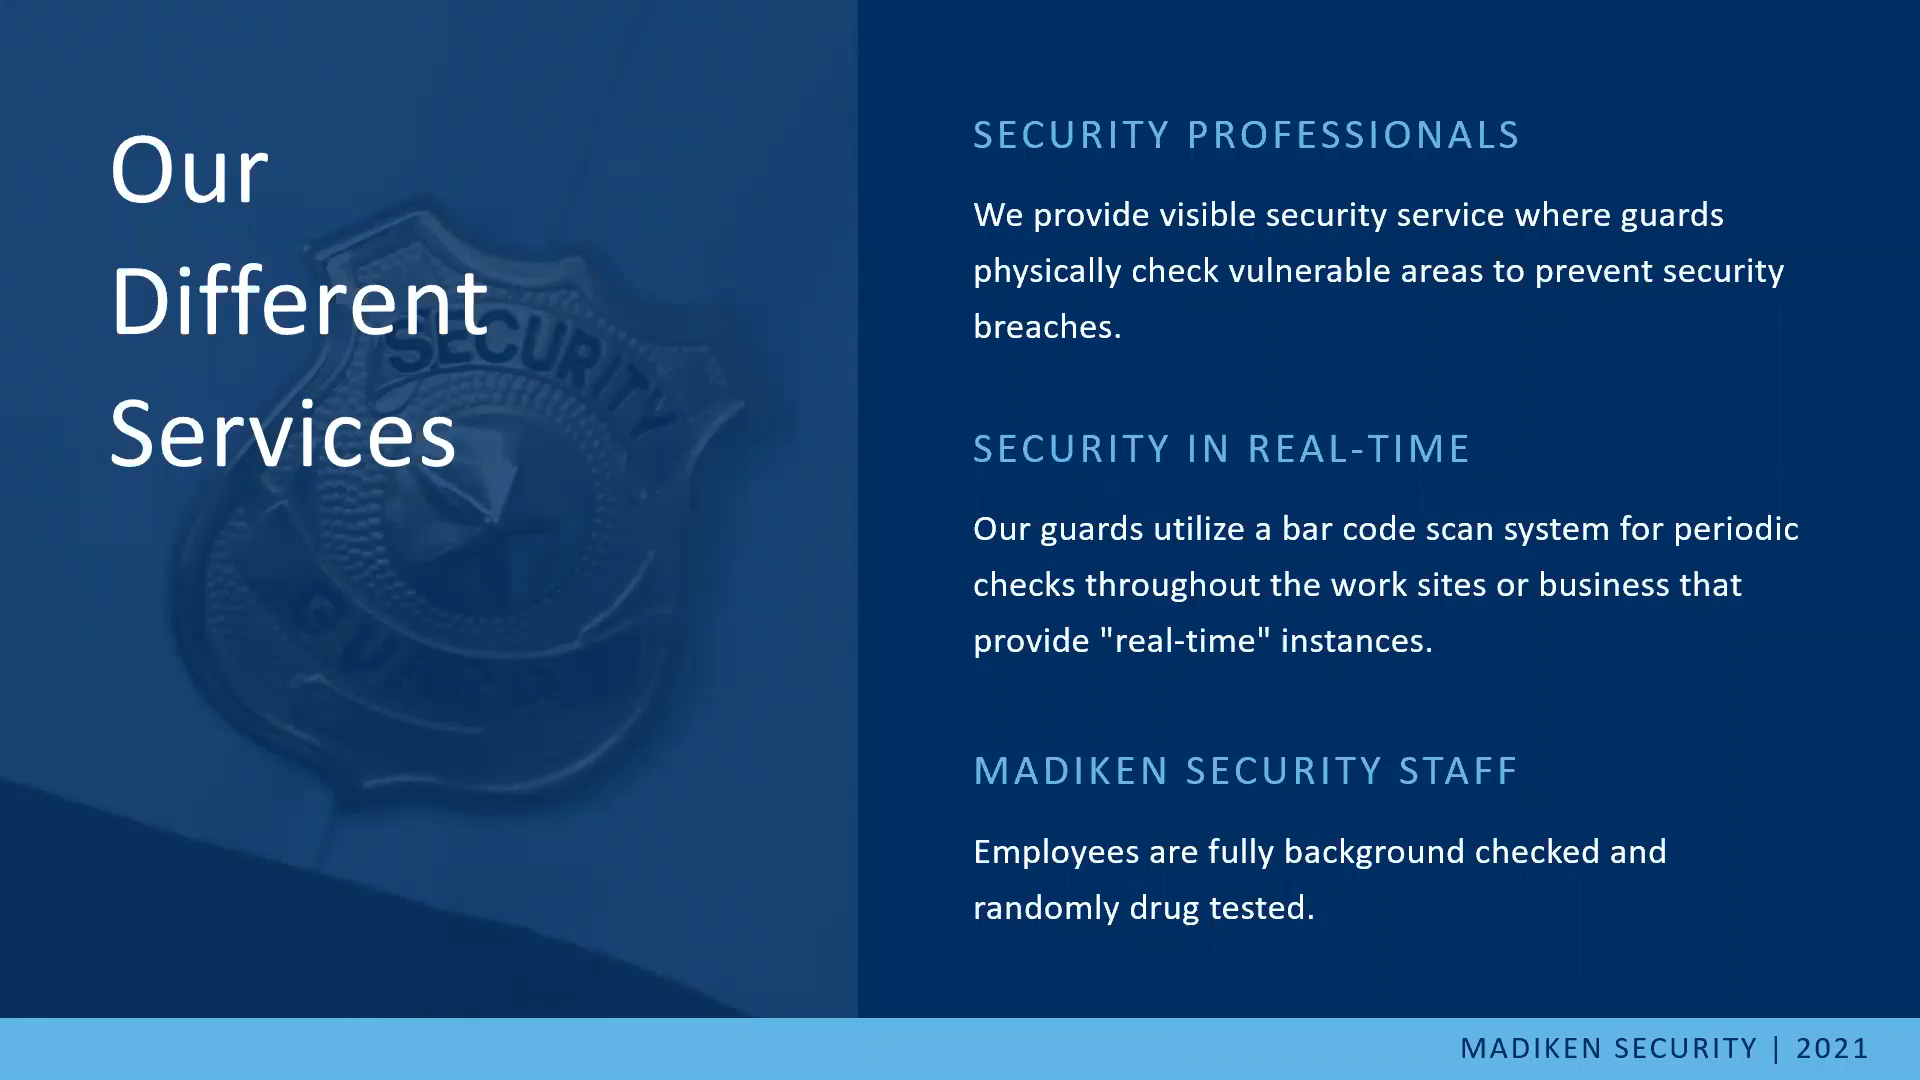 Our
Different
Services
SECURITY
GUARD
SECURITY PROFESSIONALS
We provide visible security service where guards
physically check vulnerable areas to prevent security
breaches.
SECURITY IN REAL-TIME
Our guards utilize a bar code scan system for periodic
checks throughout the work sites or business that
provide "real-time" instances.
MADIKEN SECURITY STAFF
Employees are fully background checked and
randomly drug tested.
MADIKEN SECURITY | 2021